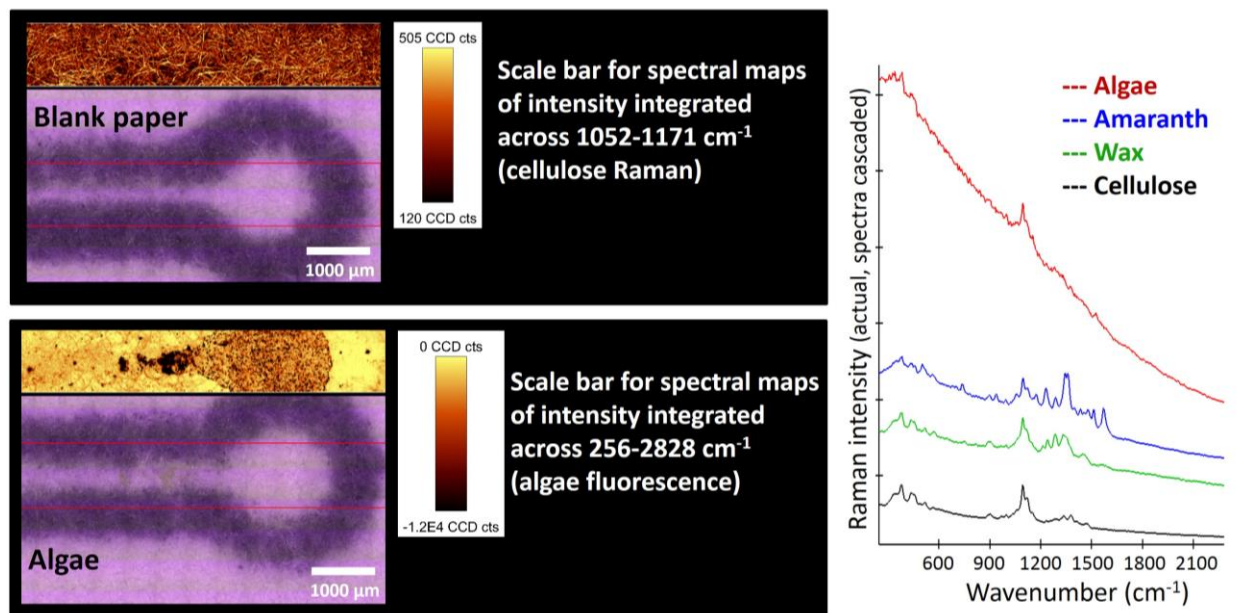 505 CCD cts
120 CCD cts
Scale bar for spectral maps
of intensity integrated
across 1052-1171 cm⁻¹
(cellulose Raman)
Blank paper
1000 µm
0 CCD cts
-1.2E4 CCD cts
Scale bar for spectral maps
of intensity integrated
across 256-2828 cm⁻¹
(algae fluorescence)
Algae
1000 µm
Raman intensity (actual, spectra cascaded)
--- Algae
--- Amaranth
--- Wax
--- Cellulose
600 900 1200 1500 1800 2100
Wavenumber (cm⁻¹)